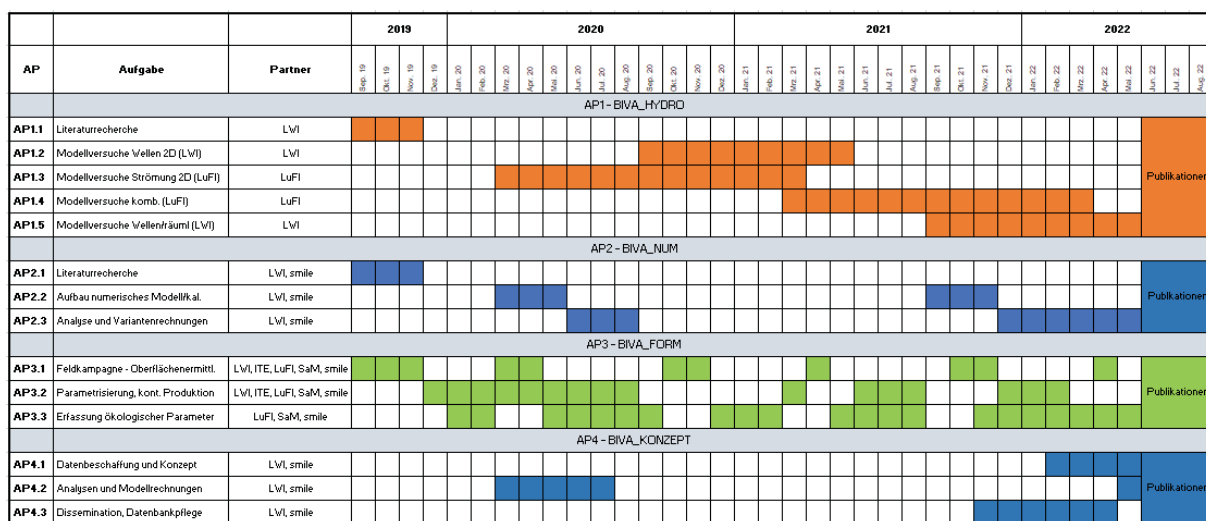 2019 2020 2021 2022
AP Aufgabe Partner Sep. 19 Okt. 19 Nov. 19 Dez. 19 Jan. 20 Feb. 20 Mrz. 20 Apr. 20 Mai. 20 Jun. 20 Jul. 20 Aug. 20 Sep. 20 Okt. 20 Nov. 20 Dez. 20 Jan. 21 Feb. 21 Mrz. 21 Apr. 21 Mai. 21 Jun. 21 Jul. 21 Aug. 21 Sep. 21 Okt. 21 Nov. 21 Dez. 21 Jan. 22 Feb. 22 Mrz. 22 Apr. 22 Mai. 22 Jun. 22 Jul. 22 Aug. 22
AP1 - BIVA_HYDRO
AP1.1 Literaturrecherche LWI
AP1.2 Modellversuche Wellen 2D (LWI) LWI
AP1.3 Modellversuche Strömung 2D (LuFI) LuFI Publikationen
AP1.4 Modellversuche komb. (LuFI) LuFI
AP1.5 Modellversuche Wellen/räuml (LWI) LWI
AP2 - BIVA_NUM
AP2.1 Literaturrecherche LWI, smile
AP2.2 Aufbau numerisches Modell/kal. LWI, smile Publikationen
AP2.3 Analyse und Variantenrechnungen LWI, smile
AP3 - BIVA_FORM
AP3.1 Feldkampagne - Oberflächenermittl. LWI, ITE, LuFI, SaM, smile
AP3.2 Parametrisierung, kont. Produktion LWI, ITE, LuFI, SaM, smile Publikationen
AP3.3 Erfassung ökologischer Parameter LuFI, SaM, smile
AP4 - BIVA_KONZEPT
AP4.1 Datenbeschaffung und Konzept LWI, smile
AP4.2 Analysen und Modellrechnungen LWI, smile Publikationen
AP4.3 Dissemination, Datenbankpflege LWI, smile